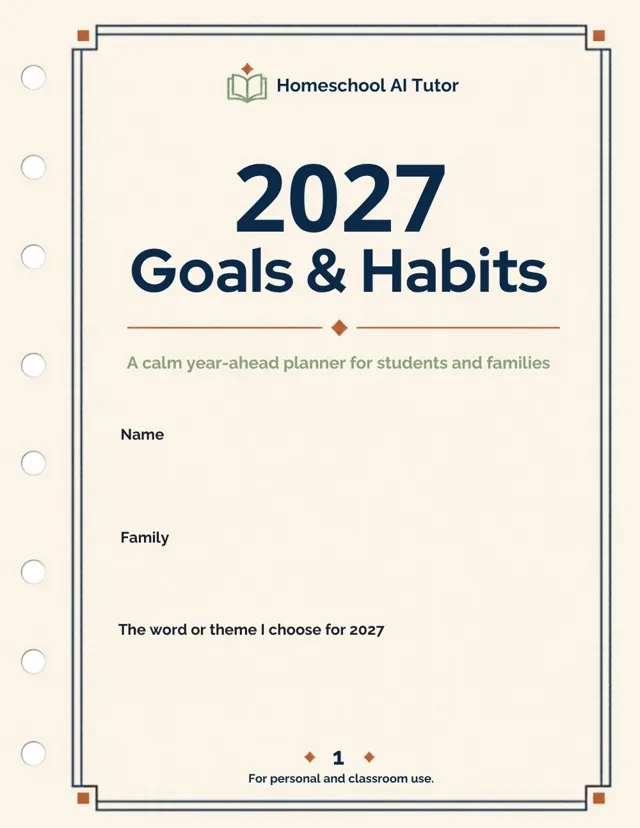 Homeschool AI Tutor
2027
Goals & Habits
A calm year-ahead planner for students and families
Name
Family
The word or theme I choose for 2027
1
For personal and classroom use.